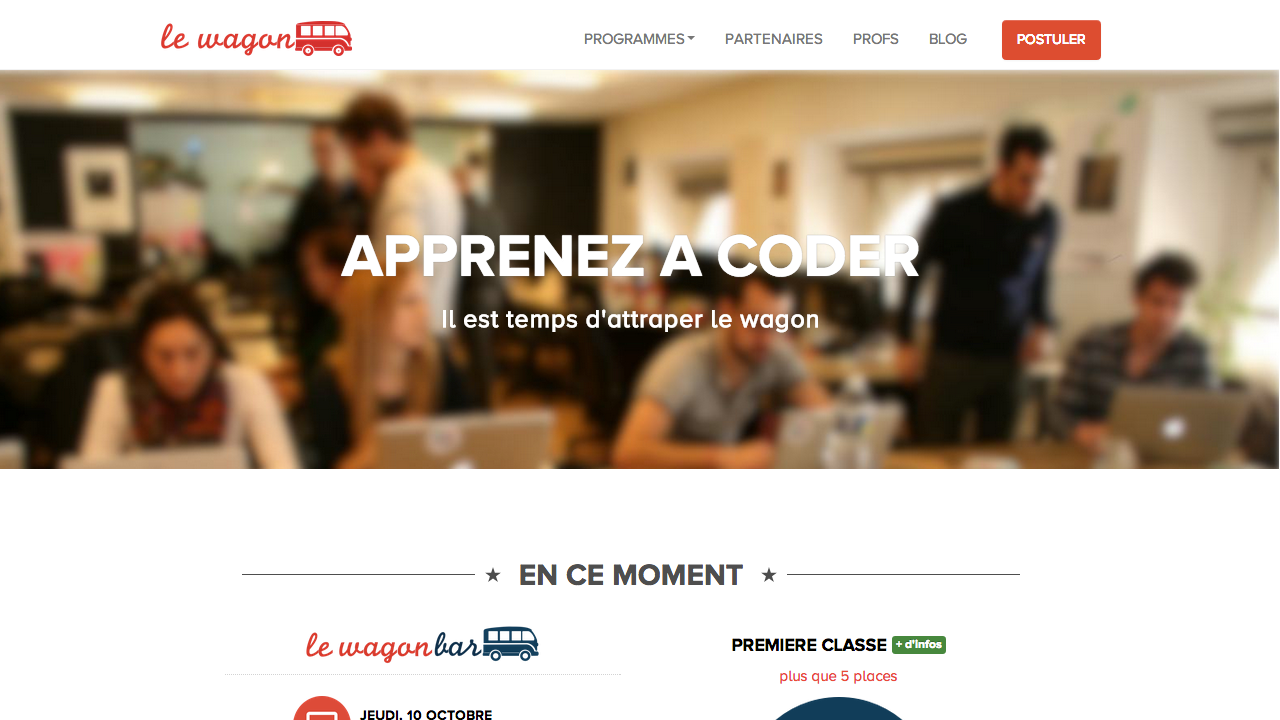 le wagon
PROGRAMMES
PARTENAIRES
PROFS
BLOG
POSTULER
APPRENEZ A CODER
Il est temps d'attraper le wagon
★ EN CE MOMENT ★
le wagon bar
PREMIERE CLASSE + d'infos
plus que 5 places
JEUDI, 10 OCTOBRE